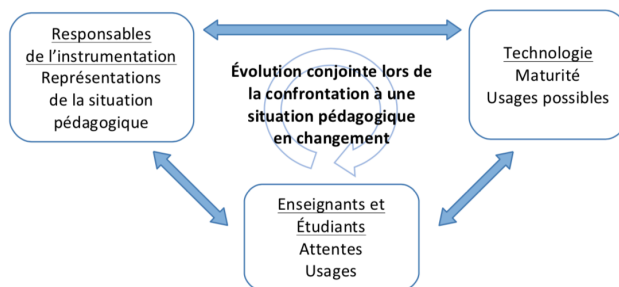 Responsables
de l'instrumentation
Représentations
de la situation
pédagogique
Évolution conjointe lors de
la confrontation à une
situation pédagogique
en changement
Technologie
Maturité
Usages possibles
Enseignants et
Étudiants
Attentes
Usages